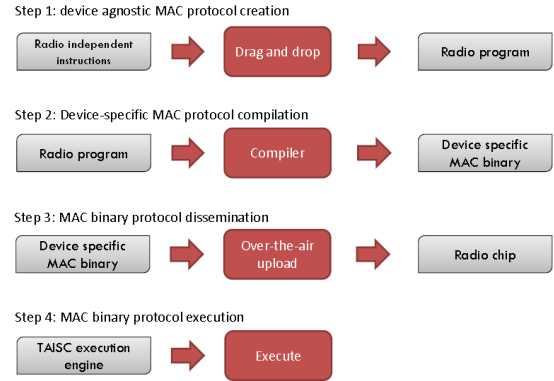 Step 1: device agnostic MAC protocol creation
Radio independent
instructions
Drag and drop
Radio program
Step 2: Device-specific MAC protocol compilation
Radio program
Compiler
Device specific
MAC binary
Step 3: MAC binary protocol dissemination
Device specific
MAC binary
Over-the-air
upload
Radio chip
Step 4: MAC binary protocol execution
TAISC execution
engine
Execute